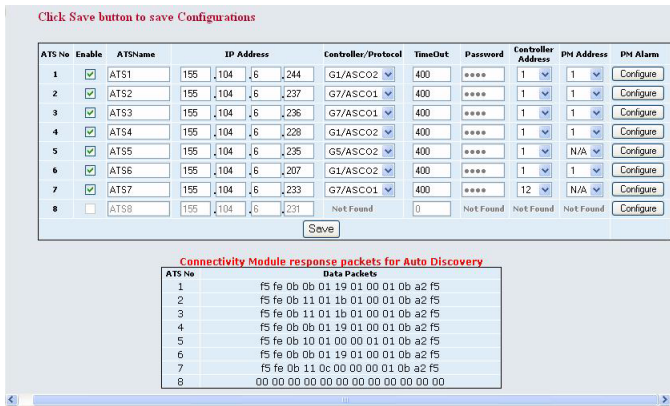 Click Save button to save Configurations
ATS No Enable ATSName IP Address Controller/Protocol TimeOut Password Controller Address PM Address PM Alarm
1 ATS1 155 .104 .6 .244 G1/ASCO2 400 •••• 1 1 Configure
2 ATS2 155 .104 .6 .237 G7/ASCO1 400 •••• 1 1 Configure
3 ATS3 155 .104 .6 .236 G7/ASCO1 400 •••• 1 1 Configure
4 ATS4 155 .104 .6 .228 G1/ASCO2 400 •••• 1 1 Configure
5 ATS5 155 .104 .6 .235 G5/ASCO2 400 •••• 1 N/A Configure
6 ATS6 155 .104 .6 .207 G1/ASCO2 400 •••• 1 1 Configure
7 ATS7 155 .104 .6 .233 G7/ASCO1 400 •••• 12 N/A Configure
8 ATS8 155 .104 .6 .231 Not Found 0 Not Found Not Found Not Found Configure
Save
Connectivity Module response packets for Auto Discovery
ATS No Data Packets
1 f5 fe 0b 0b 01 19 01 00 01 0b a2 f5
2 f5 fe 0b 11 01 1b 01 00 01 0b a2 f5
3 f5 fe 0b 11 01 1b 01 00 01 0b a2 f5
4 f5 fe 0b 0b 01 19 01 00 01 0b a2 f5
5 f5 fe 0b 10 01 00 00 01 01 0b a2 f5
6 f5 fe 0b 0b 01 19 01 00 01 0b a2 f5
7 f5 fe 0b 11 0c 00 00 00 01 0b a2 f5
8 00 00 00 00 00 00 00 00 00 00 00 00